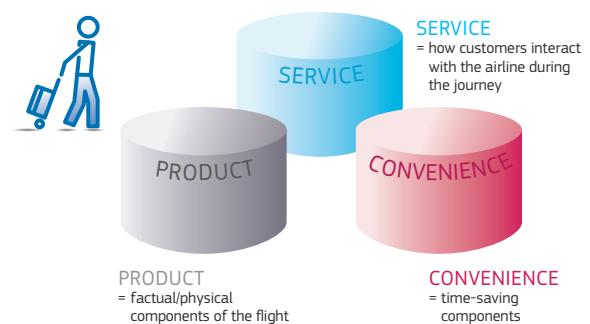 SERVICE
= how customers interact
with the airline during
the journey
SERVICE
PRODUCT
CONVENIENCE
PRODUCT
= factual/physical
components of the flight
CONVENIENCE
= time-saving
components